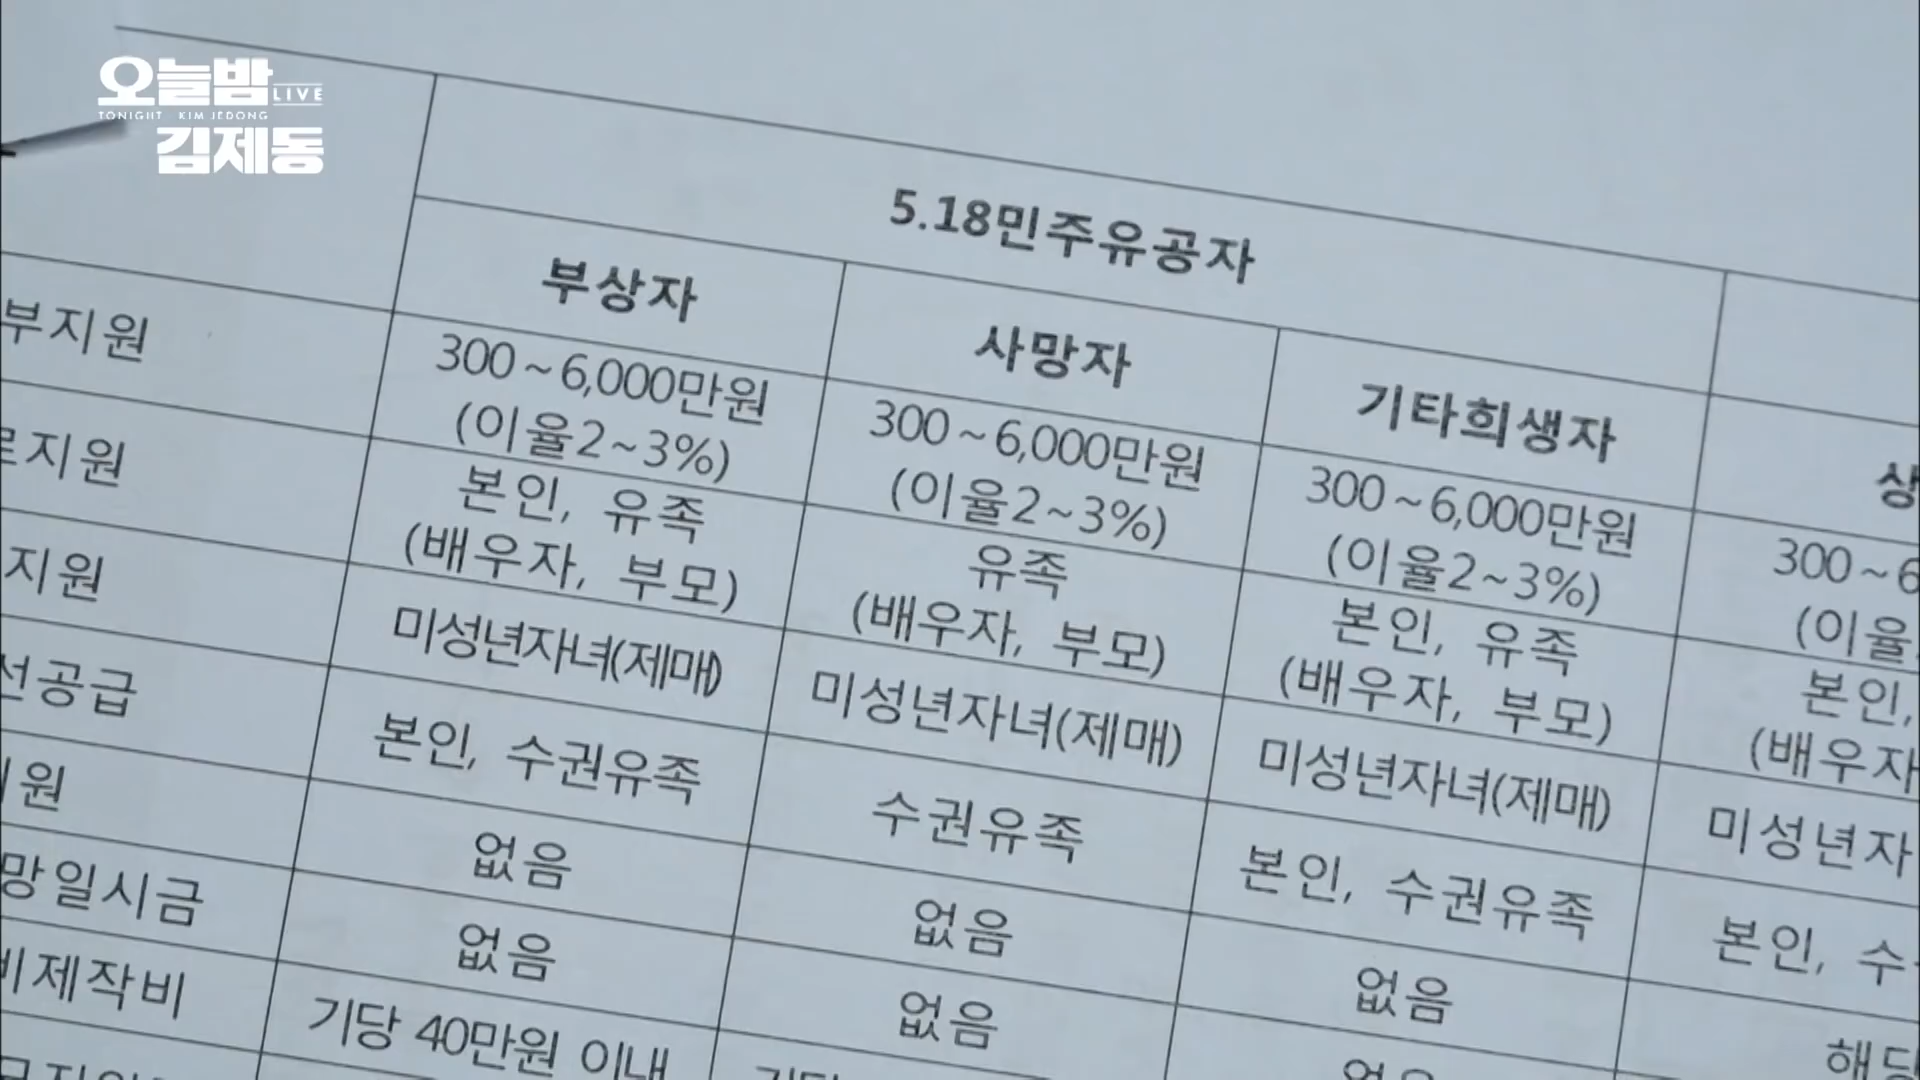 오늘밤 LIVE
TONIGHT KIM JEDONG
김제동
5.18민주유공자
부상자 사망자 기타희생자
부지원 300~6,000만원 300~6,000만원 300~6,000만원 300~6
(이율2~3%) (이율2~3%) (이율2~3%) (이율
지원 본인, 유족 유족 본인, 유족 본인,
(배우자, 부모) (배우자, 부모) (배우자, 부모) (배우자
지원 미성년자녀(제매) 미성년자녀(제매) 미성년자녀(제매) 미성년자
선공급 본인, 수권유족 수권유족 본인, 수권유족 본인, 수
원 없음 없음 없음 해당
망일시금 없음 없음 없음
비제작비 기당 40만원 이내 기당